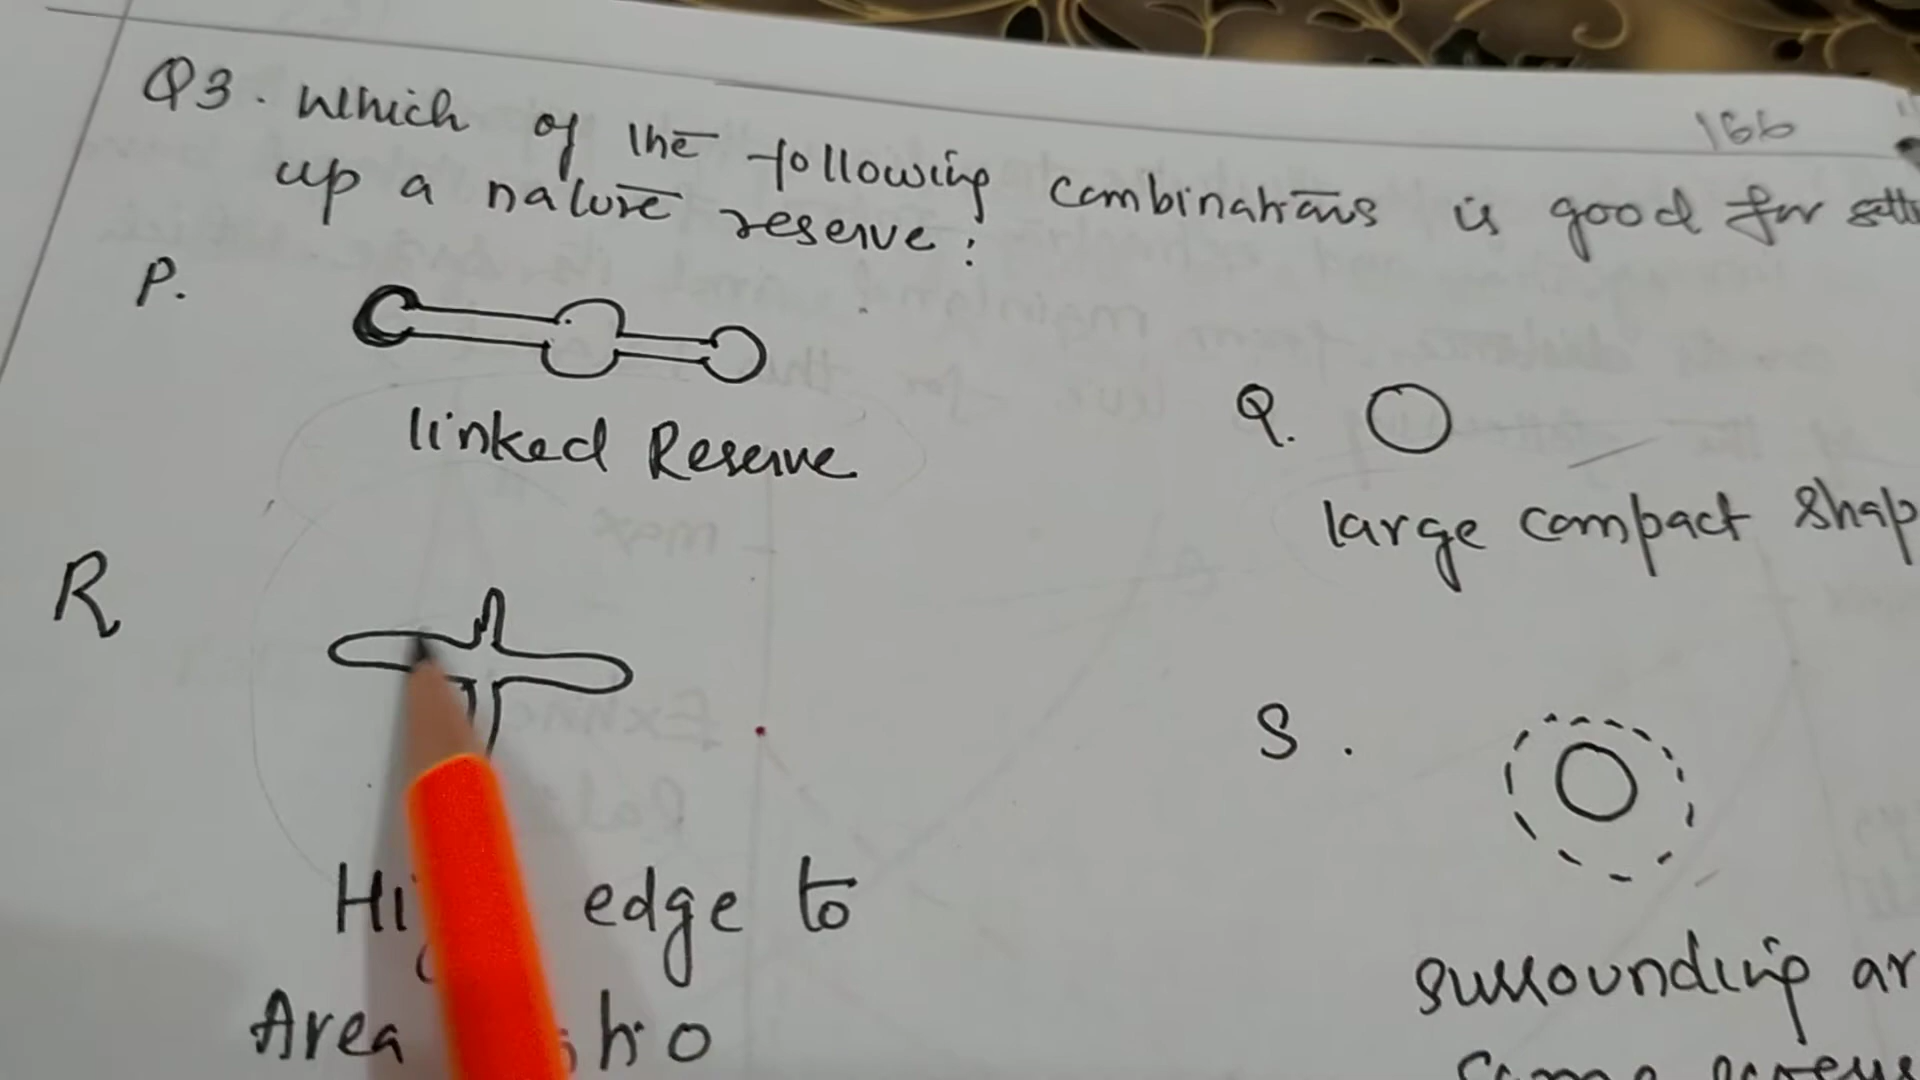 166
Q3. Which of the following combinations is good for
up a nature reserve:
P.
linked Reserve
Q.
large compact
R
S.
edge to
Area
surrounding